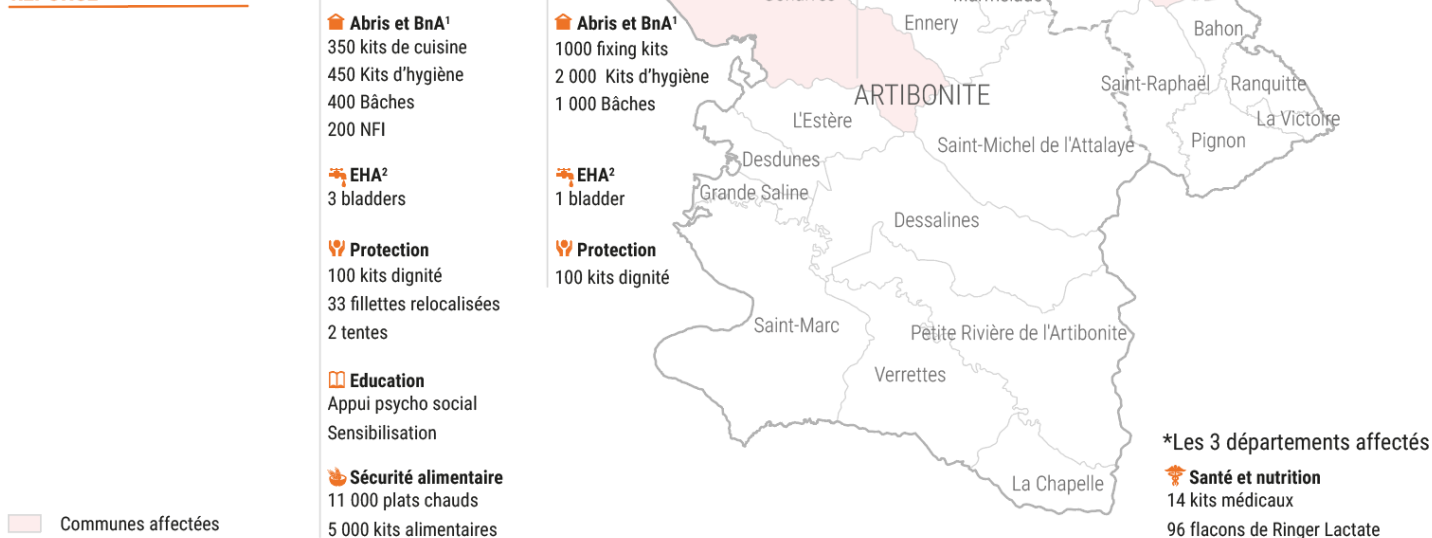 RÉPONSE
Abris et BnA¹
350 kits de cuisine
450 Kits d'hygiène
400 Bâches
200 NFI
EHA²
3 bladders
Protection
100 kits dignité
33 fillettes relocalisées
2 tentes
Education
Appui psycho social
Sensibilisation
Sécurité alimentaire
11 000 plats chauds
5 000 kits alimentaires
Abris et BnA¹
1000 fixing kits
2 000 Kits d'hygiène
1 000 Bâches
EHA²
1 bladder
Protection
100 kits dignité
Ennery
Bahon
ARTIBONITE
Saint-Raphaël
Ranquitte
L'Estère
La Victoire
Saint-Michel de l'Attalaye
Pignon
Desdunes
Grande Saline
Dessalines
Saint-Marc
Petite Rivière de l'Artibonite
Verrettes
La Chapelle
*Les 3 départements affectés
Santé et nutrition
14 kits médicaux
96 flacons de Ringer Lactate
Communes affectées